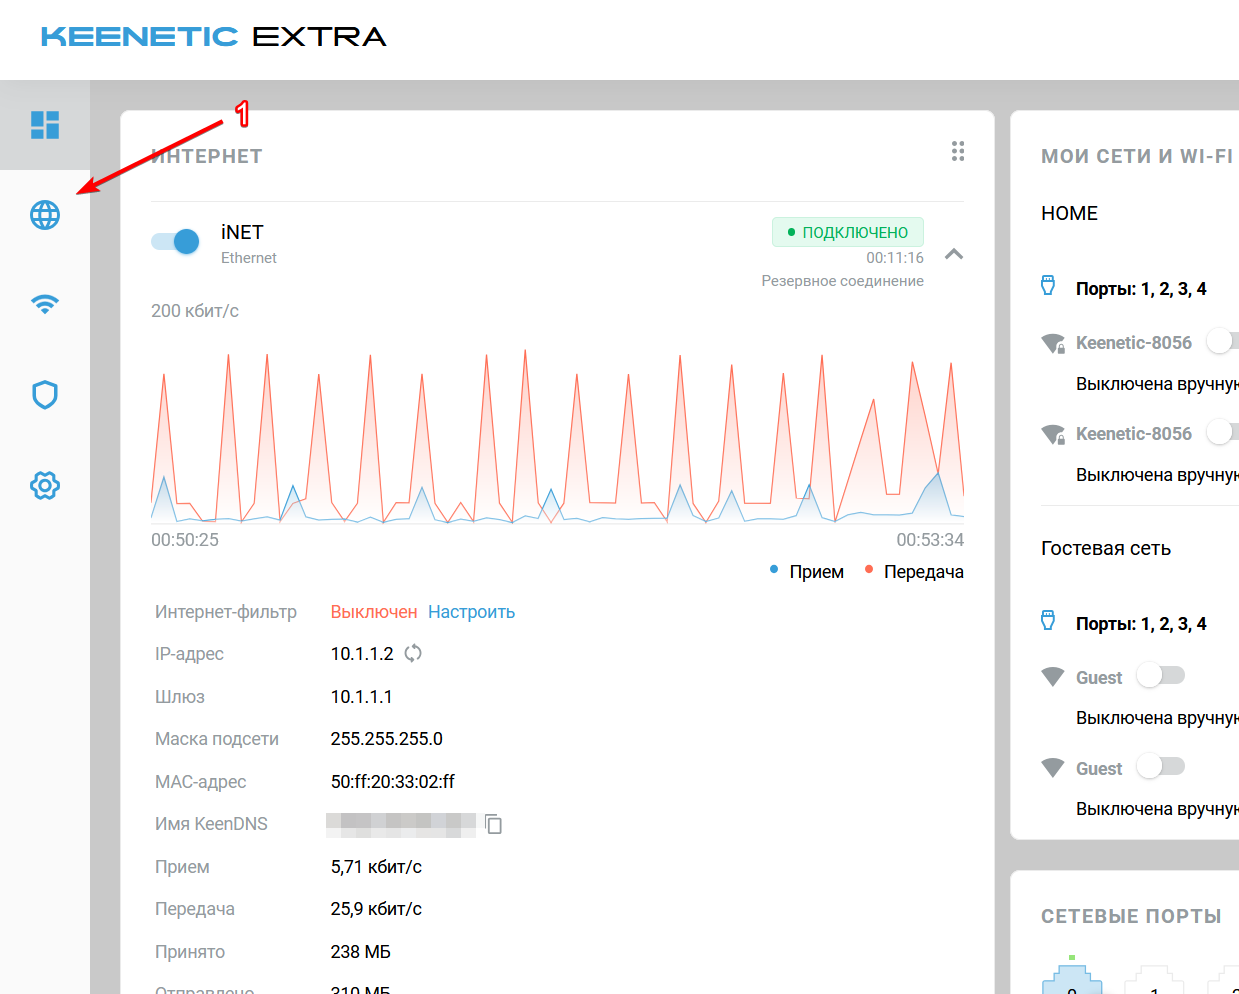 KEENETIC EXTRA
1
ИНТЕРНЕТ
iNET
Ethernet
ПОДКЛЮЧЕНО
00:11:16
Резервное соединение
200 кбит/с
00:50:25
00:53:34
Прием
Передача
Интернет-фильтр Выключен Настроить
IP-адрес 10.1.1.2
Шлюз 10.1.1.1
Маска подсети 255.255.255.0
MAC-адрес 50:ff:20:33:02:ff
Имя KeenDNS
Прием 5,71 кбит/с
Передача 25,9 кбит/с
Принято 238 МБ
Отправлено 310 МБ
МОИ СЕТИ И WI-FI
HOME
Порты: 1, 2, 3, 4
Keenetic-8056
Выключена вручную
Keenetic-8056
Выключена вручную
Гостевая сеть
Порты: 1, 2, 3, 4
Guest
Выключена вручную
Guest
Выключена вручную
СЕТЕВЫЕ ПОРТЫ
0 1